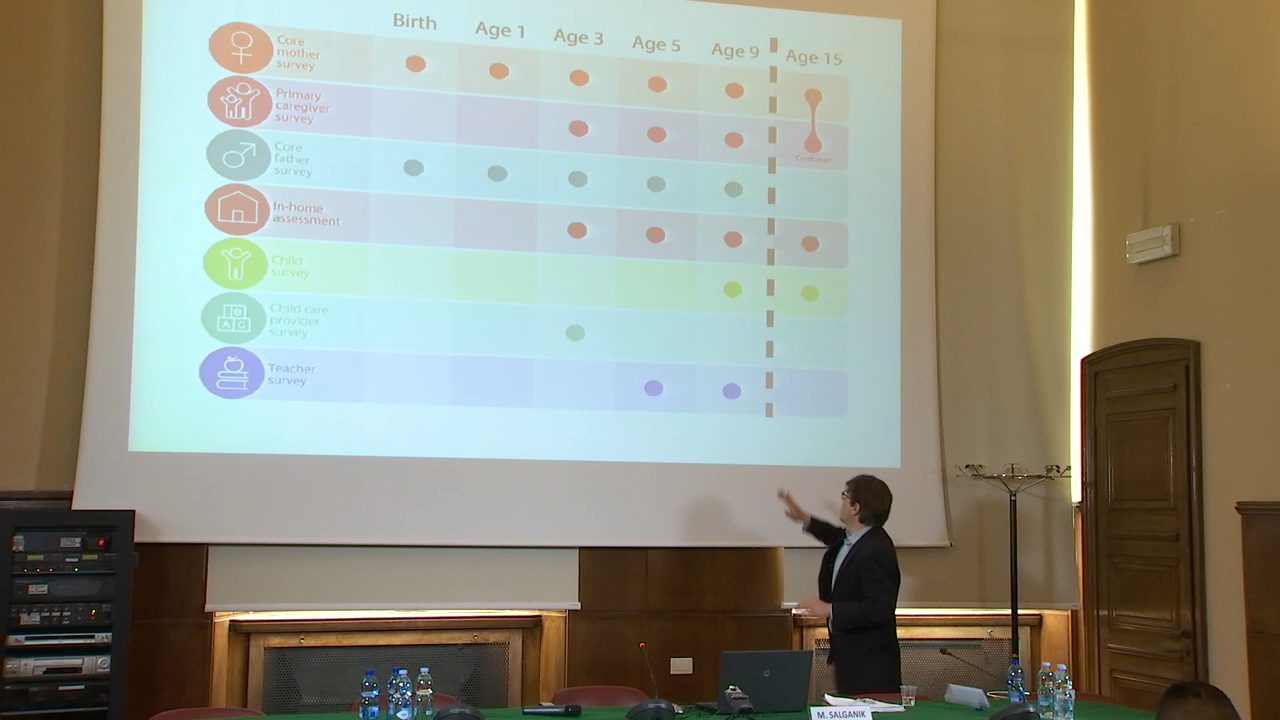 Birth Age 1 Age 3 Age 5 Age 9 Age 15
Core
mother
survey
Primary
caregiver
survey
Combined
Core
father
survey
In-home
assessment
Child
survey
Child care
provider
survey
B
A C
Teacher
survey
M. SALGANIK